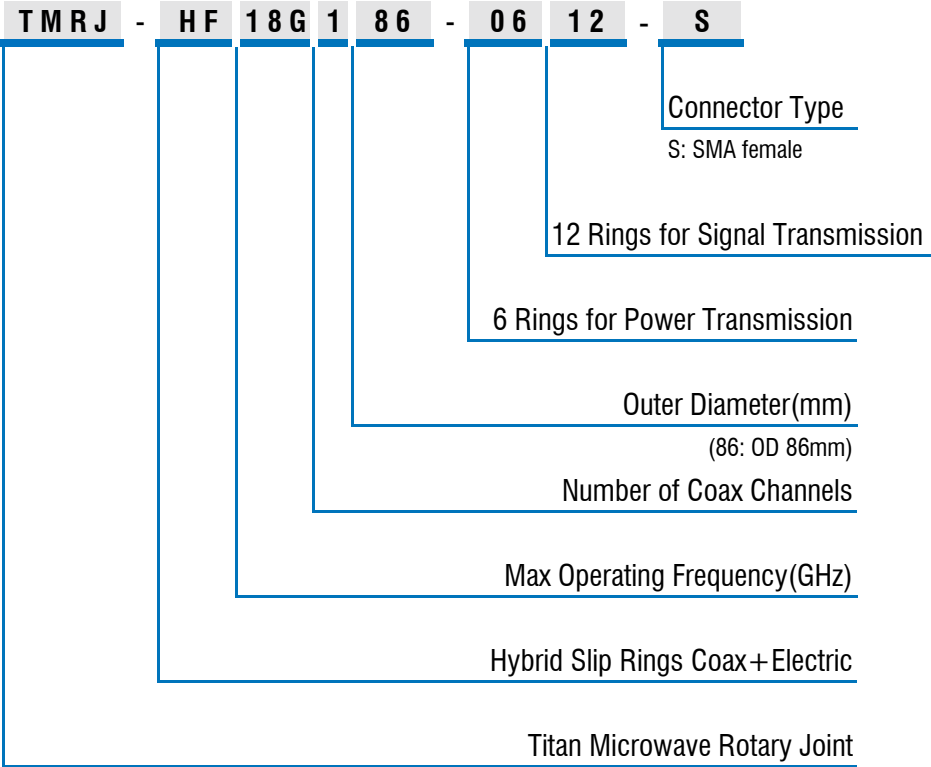 TMRJ - HF 18G 1 86 - 06 12 - S
Connector Type
S: SMA female
12 Rings for Signal Transmission
6 Rings for Power Transmission
Outer Diameter(mm)
(86: OD 86mm)
Number of Coax Channels
Max Operating Frequency(GHz)
Hybrid Slip Rings Coax+Electric
Titan Microwave Rotary Joint